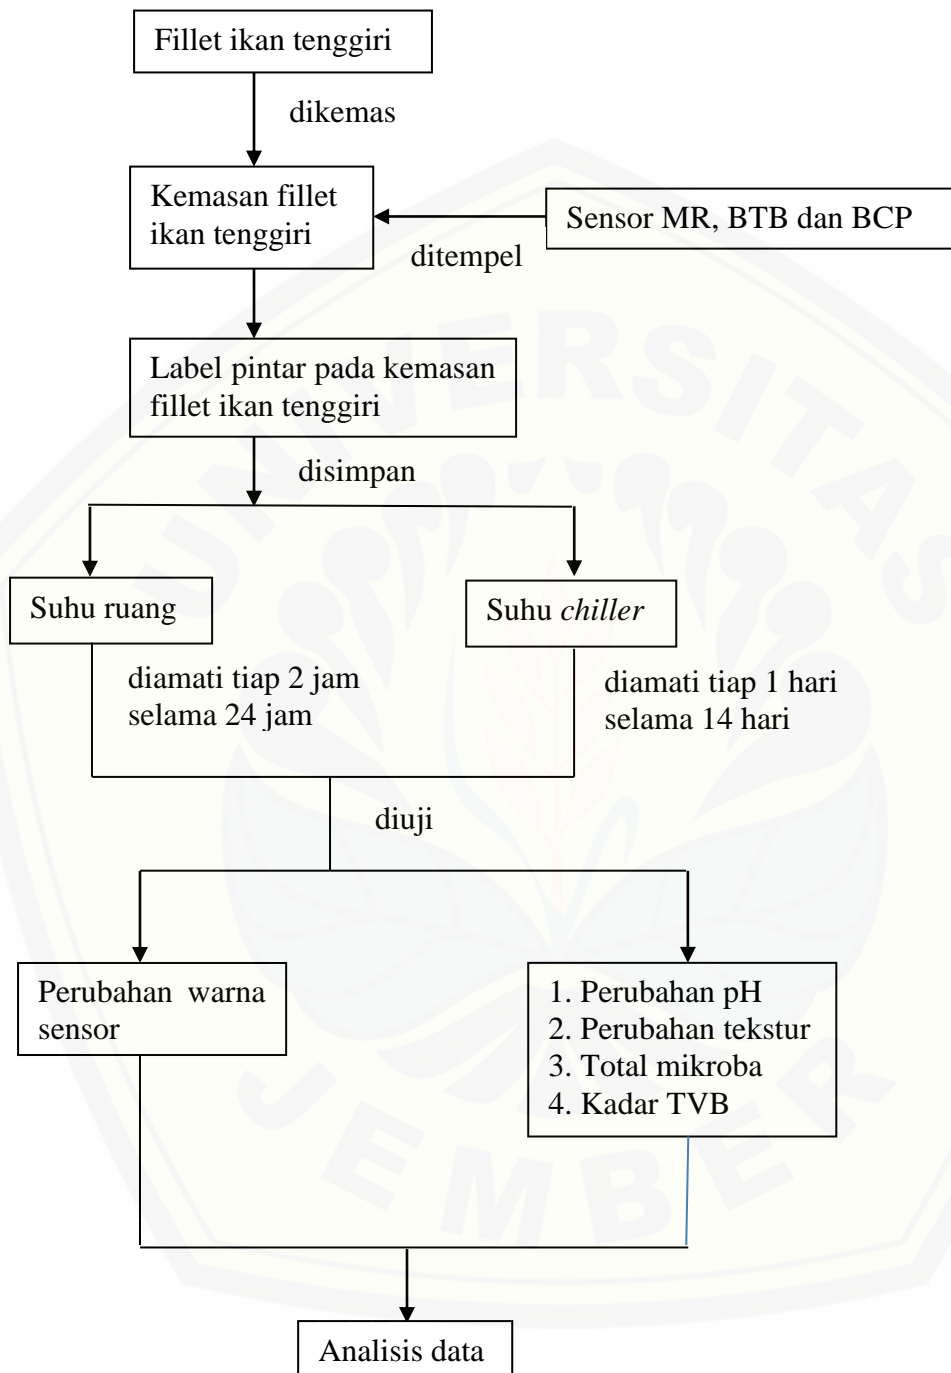 Fillet ikan tenggiri
dikemas
Kemasan fillet
ikan tenggiri
Sensor MR, BTB dan BCP
ditempel
Label pintar pada kemasan
fillet ikan tenggiri
disimpan
Suhu ruang
Suhu chiller
diamati tiap 2 jam
selama 24 jam
diamati tiap 1 hari
selama 14 hari
diuji
Perubahan warna
sensor
1. Perubahan pH
2. Perubahan tekstur
3. Total mikroba
4. Kadar TVB
Analisis data
UNIVERSITAS
JEMBER